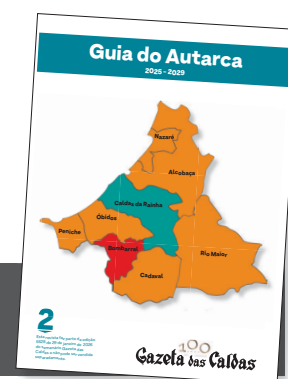 Guia do Autarca
2025 - 2029
Nazaré
Alcobaça
Caldas da Rainha
Óbidos
Peniche
Bombarral
Rio Maior
Cadaval
2
100
Gazeta das Caldas